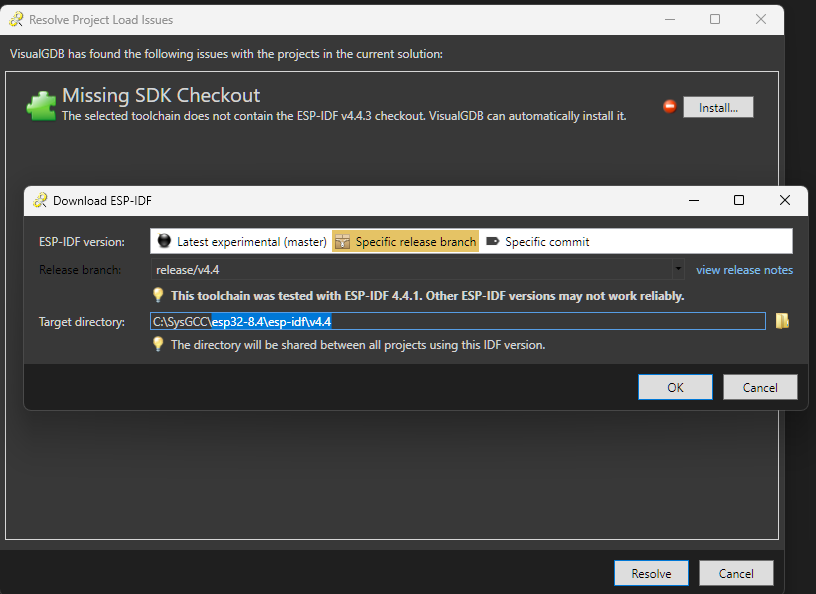 Resolve Project Load Issues
VisualGDB has found the following issues with the projects in the current solution:
Missing SDK Checkout
The selected toolchain does not contain the ESP-IDF v4.4.3 checkout. VisualGDB can automatically install it.
Install...
Download ESP-IDF
ESP-IDF version: Latest experimental (master) Specific release branch Specific commit
Release branch: release/v4.4 view release notes
This toolchain was tested with ESP-IDF 4.4.1. Other ESP-IDF versions may not work reliably.
Target directory: C:\SysGCC\esp32-8.4\esp-idf\v4.4
The directory will be shared between all projects using this IDF version.
OK Cancel
Resolve Cancel